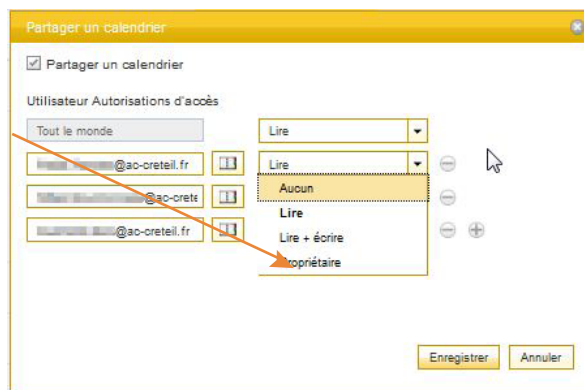 Partager un calendrier
Partager un calendrier
Utilisateur Autorisations d'accès
Tout le monde Lire
@ac-creteil.fr Lire
Aucun
@ac-crete
Lire
@ac-creteil.fr Lire + écrire
Propriétaire
Enregistrer Annuler